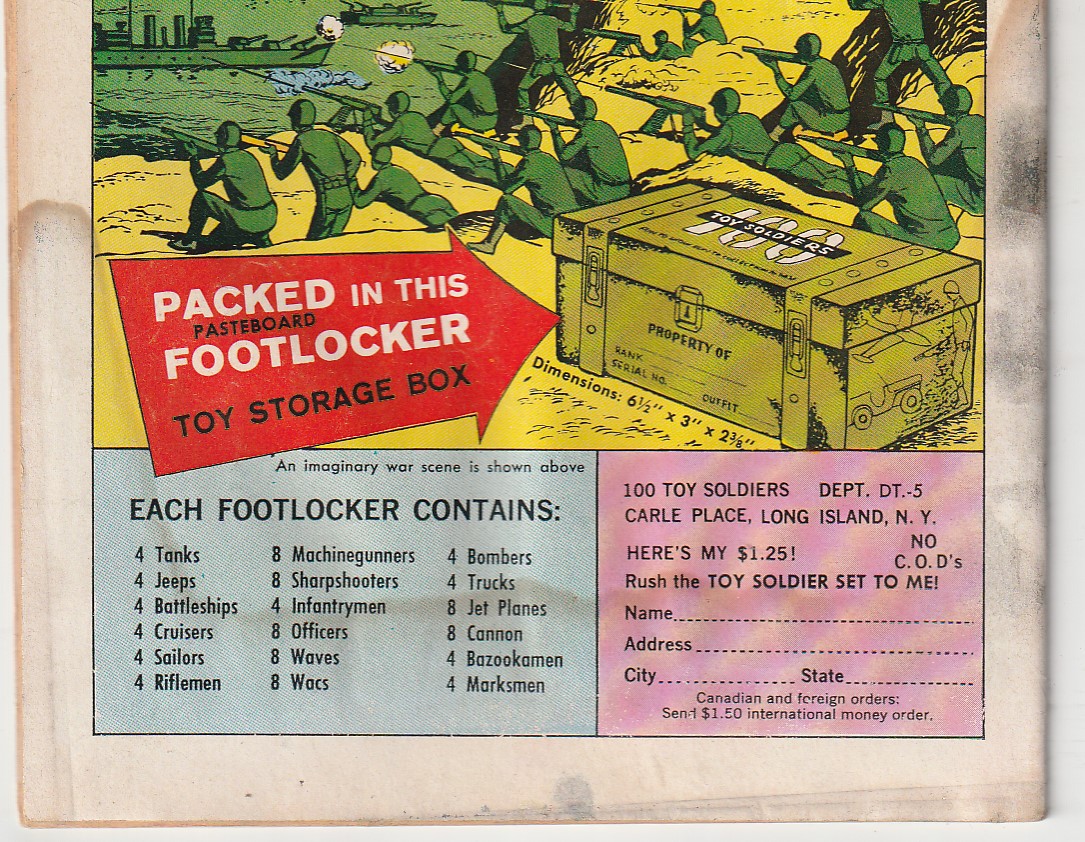 100
TOY SOLDIERS
PROPERTY OF
RANK
SERIAL NO.
OUTFIT
PACKED IN THIS
PASTEBOARD
FOOTLOCKER
TOY STORAGE BOX
Dimensions: 6½" x 3" x 2⅜"
An imaginary war scene is shown above
EACH FOOTLOCKER CONTAINS:
4 Tanks
4 Jeeps
4 Battleships
4 Cruisers
4 Sailors
4 Riflemen
8 Machinegunners
8 Sharpshooters
4 Infantrymen
8 Officers
8 Waves
8 Wacs
4 Bombers
4 Trucks
8 Jet Planes
8 Cannon
4 Bazookamen
4 Marksmen
100 TOY SOLDIERS DEPT. DT.-5
CARLE PLACE, LONG ISLAND, N. Y.
HERE'S MY $1.25! NO C.O.D's
Rush the TOY SOLDIER SET TO ME!
Name
Address
City State
Canadian and foreign orders:
Send $1.50 international money order.